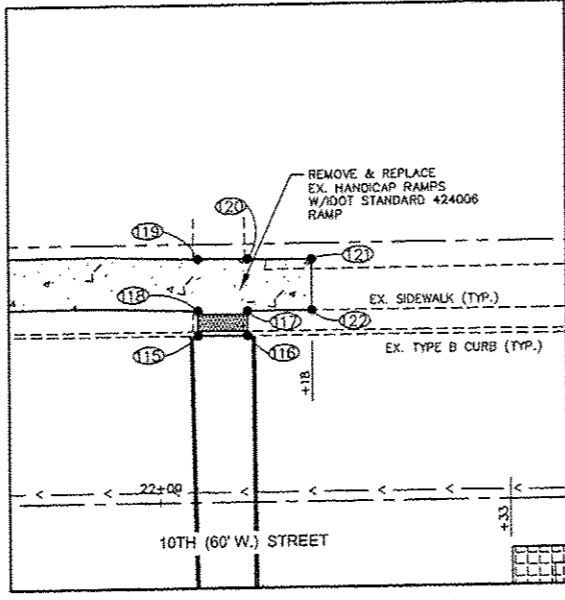 REMOVE & REPLACE
EX. HANDICAP RAMPS
W/IDOT STANDARD 424006
RAMP
120
119
121
EX. SIDEWALK (TYP.)
118
117
122
EX. TYPE B CURB (TYP.)
115
116
+18
22+00
+33
10TH (60' W.) STREET